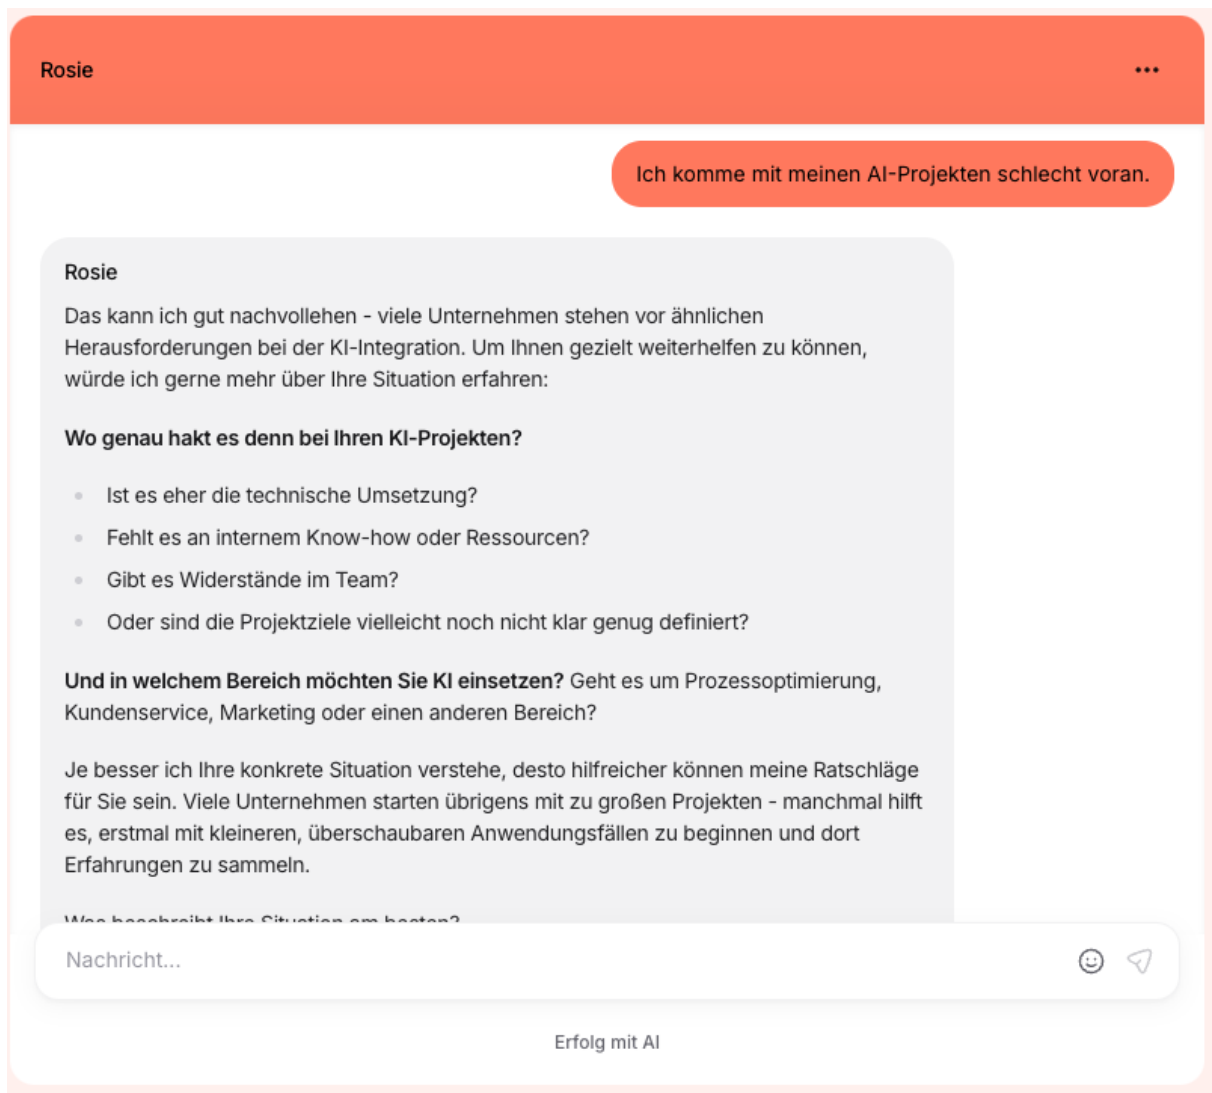 Rosie
Ich komme mit meinen AI-Projekten schlecht voran.
Rosie
Das kann ich gut nachvollehen - viele Unternehmen stehen vor ähnlichen
Herausforderungen bei der KI-Integration. Um Ihnen gezielt weiterhelfen zu können,
würde ich gerne mehr über Ihre Situation erfahren:
Wo genau hakt es denn bei Ihren KI-Projekten?
Ist es eher die technische Umsetzung?
Fehlt es an internem Know-how oder Ressourcen?
Gibt es Widerstände im Team?
Oder sind die Projektziele vielleicht noch nicht klar genug definiert?
Und in welchem Bereich möchten Sie KI einsetzen? Geht es um Prozessoptimierung,
Kundenservice, Marketing oder einen anderen Bereich?
Je besser ich Ihre konkrete Situation verstehe, desto hilfreicher können meine Ratschläge
für Sie sein. Viele Unternehmen starten übrigens mit zu großen Projekten - manchmal hilft
es, erstmal mit kleineren, überschaubaren Anwendungsfällen zu beginnen und dort
Erfahrungen zu sammeln.
Was beschreibt Ihre Situation am besten?
Nachricht...
Erfolg mit AI